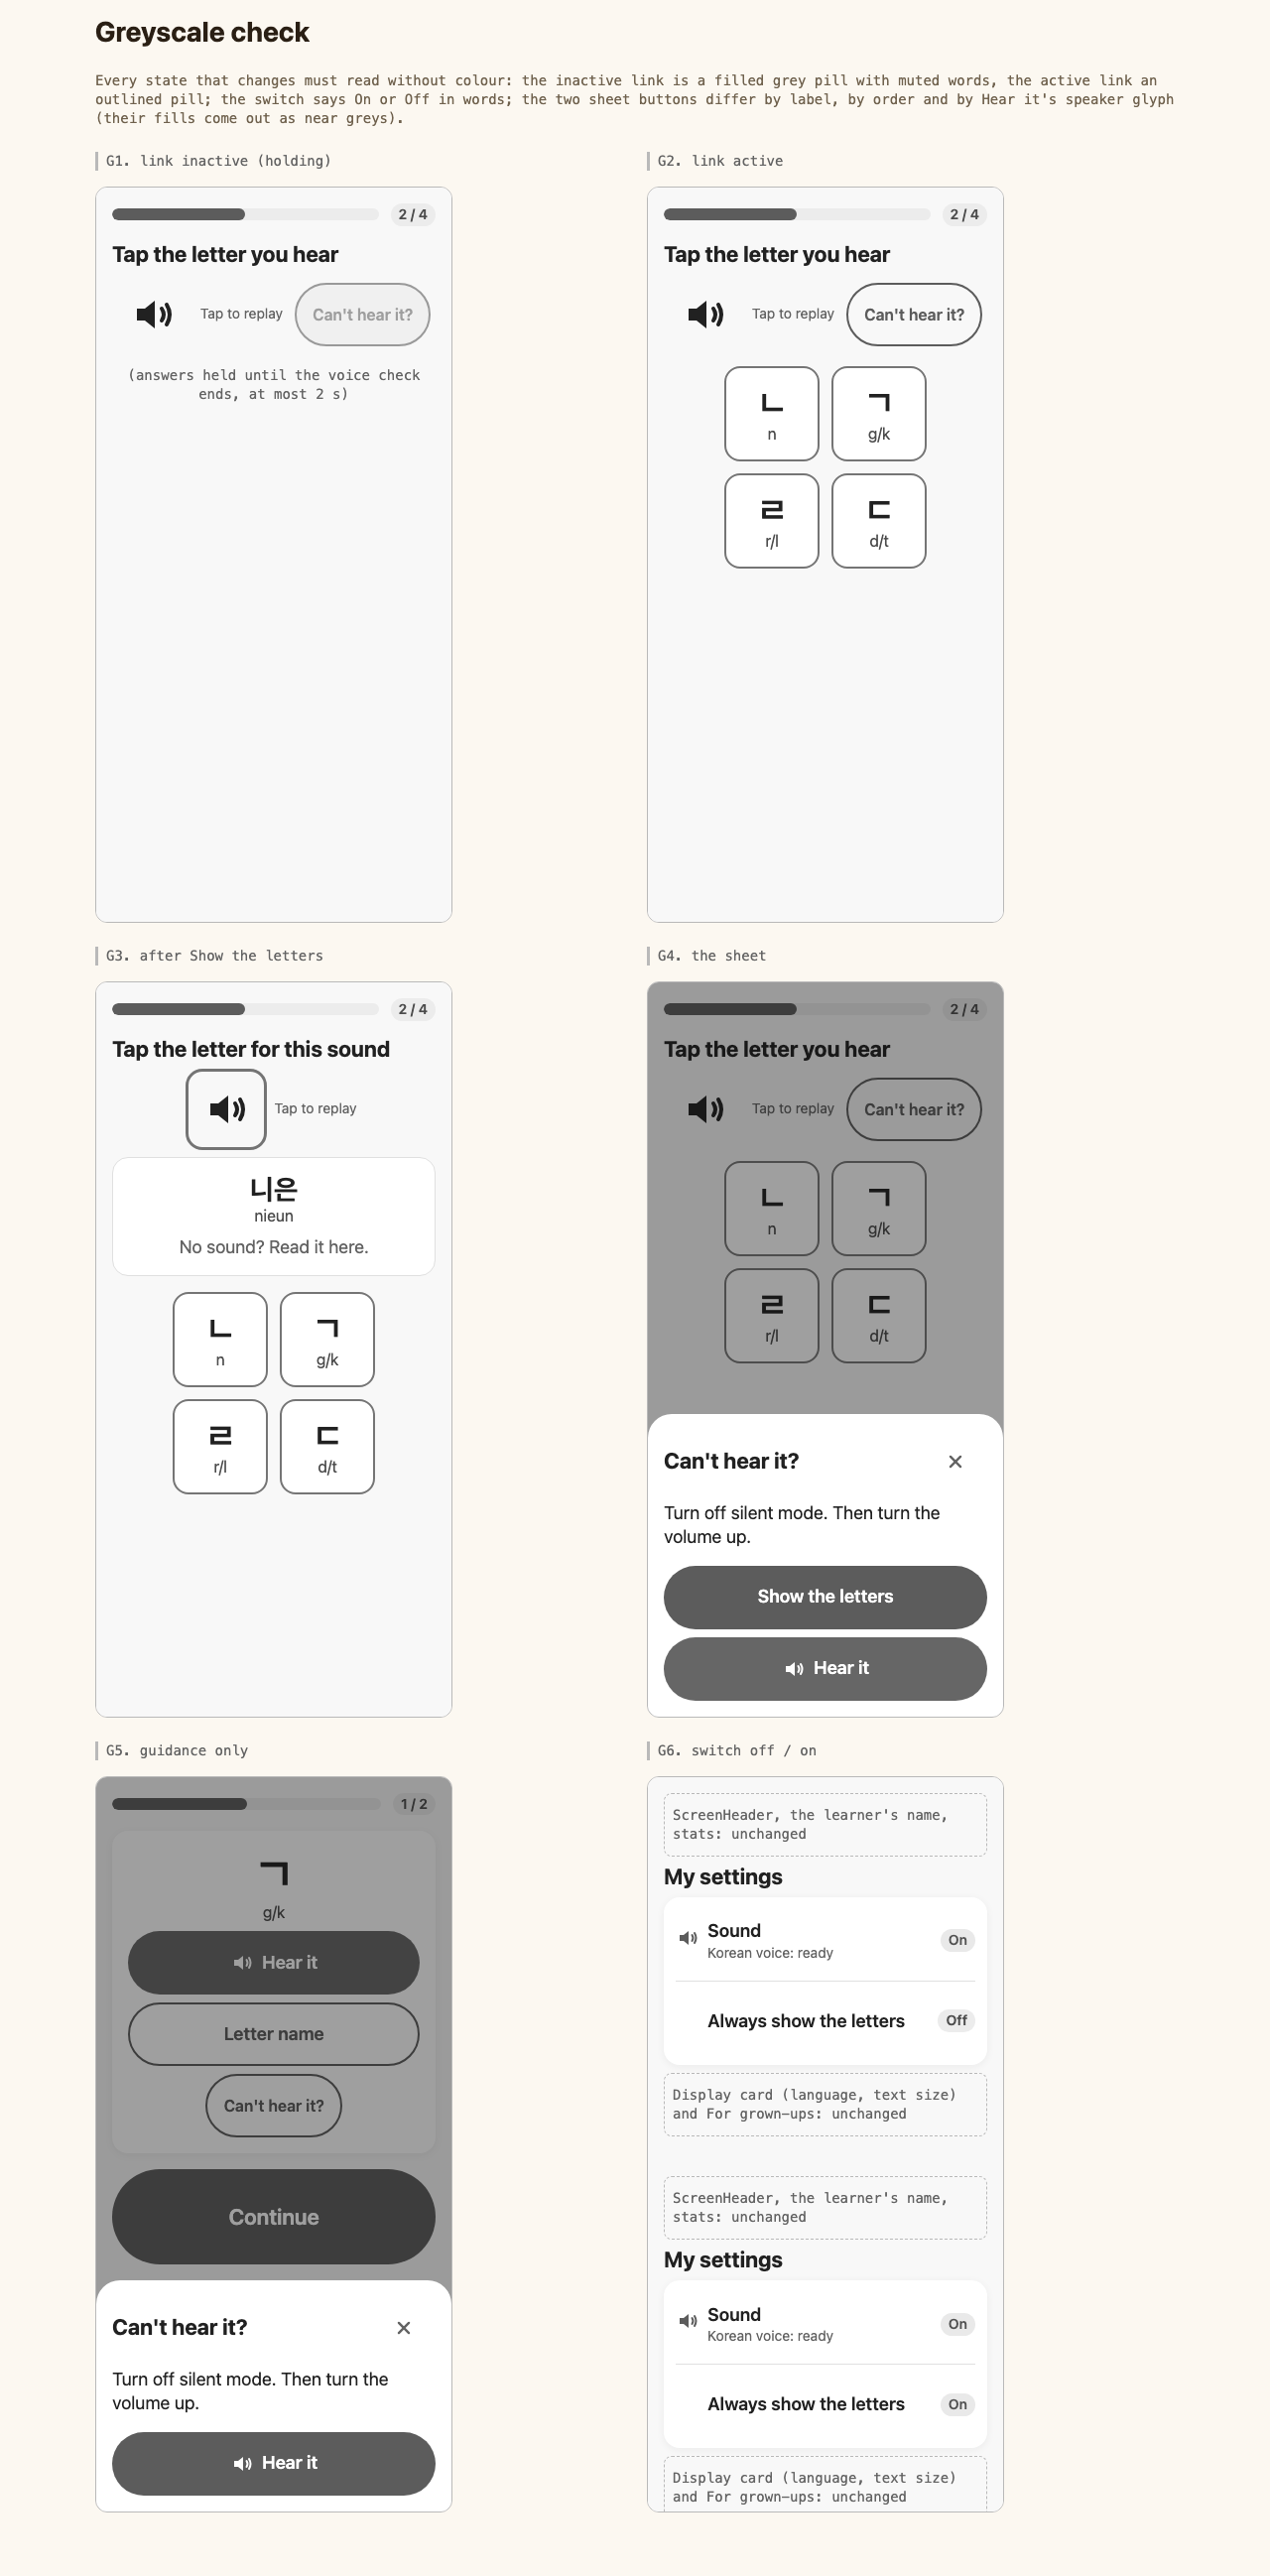 Greyscale check
Every state that changes must read without colour: the inactive link is a filled grey pill with muted words, the active link an
outlined pill; the switch says On or Off in words; the two sheet buttons differ by label, by order and by Hear it's speaker glyph
(their fills come out as near greys).
G1. link inactive (holding)
2 / 4
Tap the letter you hear
Tap to replay
Can't hear it?
(answers held until the voice check
ends, at most 2 s)
G2. link active
2 / 4
Tap the letter you hear
Tap to replay
Can't hear it?
ㄴ ㄱ
n g/k
ㄹ ㄷ
r/l d/t
G3. after Show the letters
2 / 4
Tap the letter for this sound
Tap to replay
니은
nieun
No sound? Read it here.
ㄴ ㄱ
n g/k
ㄹ ㄷ
r/l d/t
G4. the sheet
2 / 4
Tap the letter you hear
Tap to replay
Can't hear it?
ㄴ ㄱ
n g/k
ㄹ ㄷ
r/l d/t
Can't hear it? ×
Turn off silent mode. Then turn the
volume up.
Show the letters
Hear it
G5. guidance only
1 / 2
ㄱ
g/k
Hear it
Letter name
Can't hear it?
Continue
Can't hear it? ×
Turn off silent mode. Then turn the
volume up.
Hear it
G6. switch off / on
ScreenHeader, the learner's name,
stats: unchanged
My settings
Sound
Korean voice: ready
On
Always show the letters Off
Display card (language, text size)
and For grown-ups: unchanged
ScreenHeader, the learner's name,
stats: unchanged
My settings
Sound
Korean voice: ready
On
Always show the letters On
Display card (language, text size)
and For grown-ups: unchanged